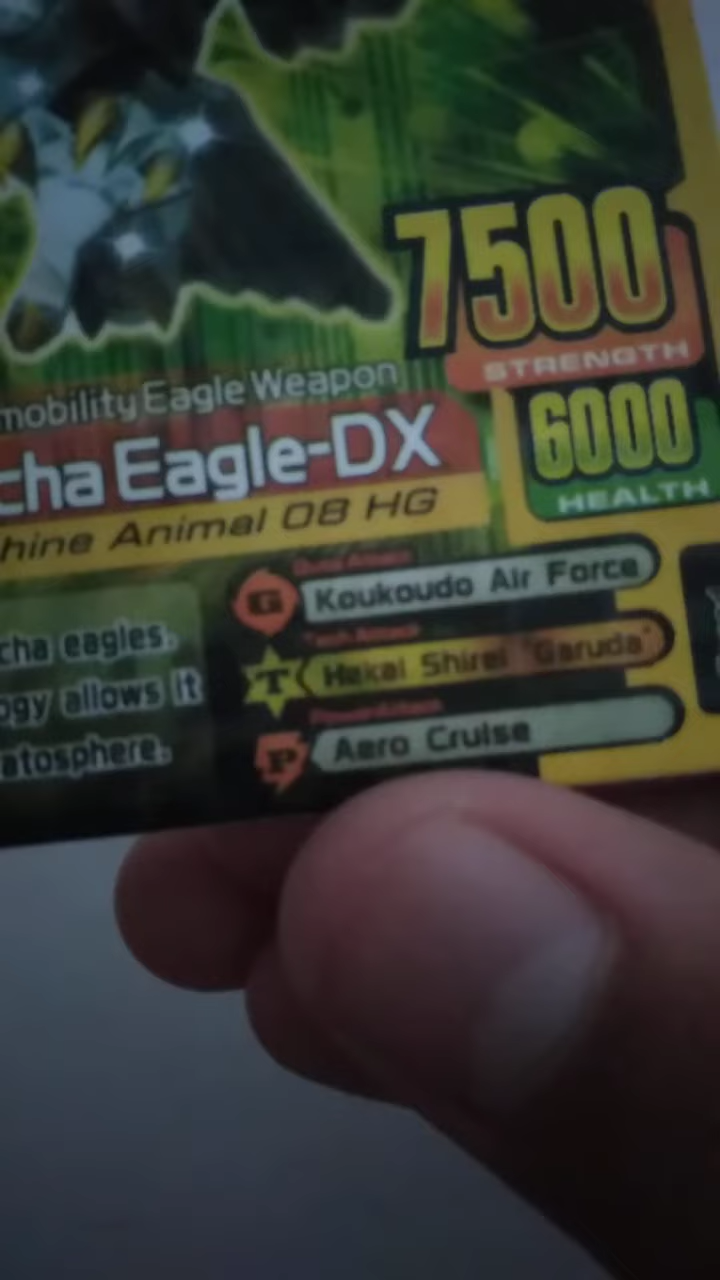 7500
STRENGTH
6000
HEALTH
mobility Eagle Weapon
cha Eagle-DX
hine Animal 08 HG
cha eagles.
ogy allows it
atosphere.
G Koukoudo Air Force
T Hekai Shirei "Garuda"
P Aero Cruise